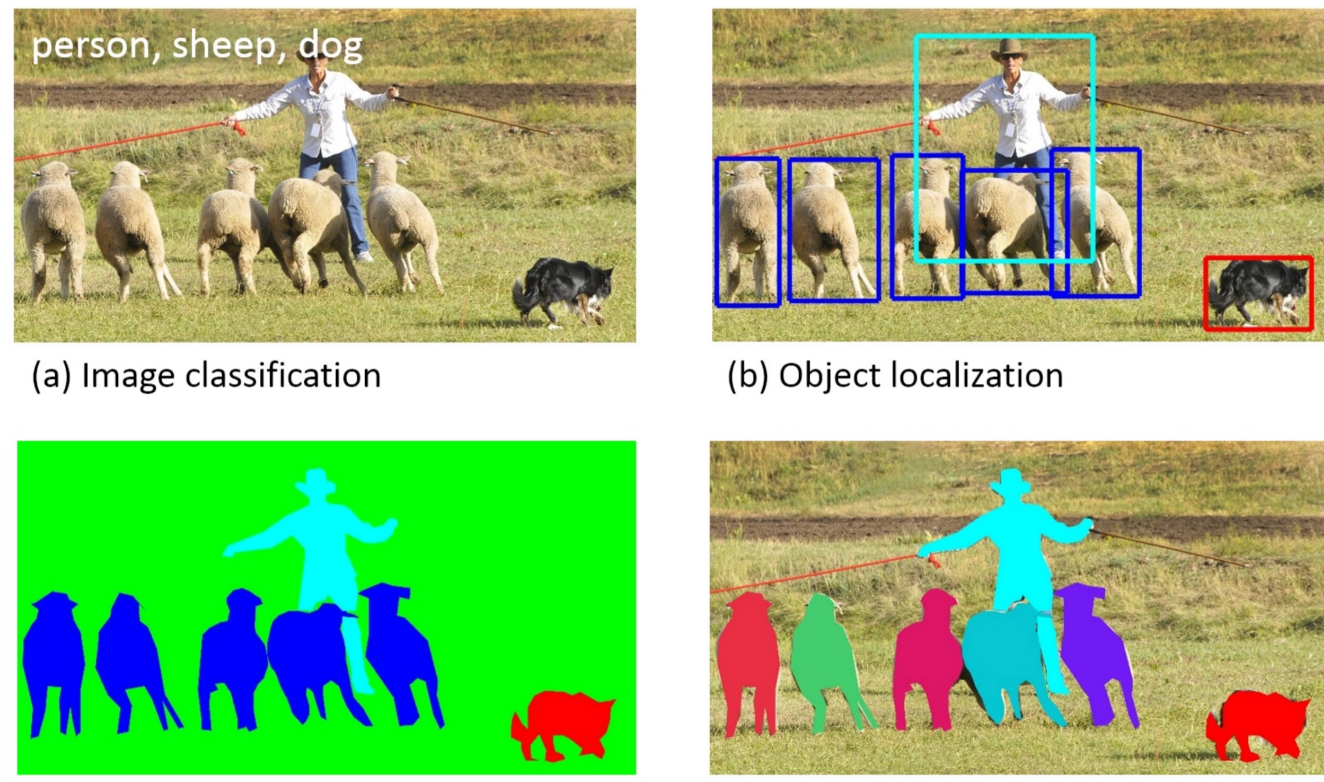 person, sheep, dog
(a) Image classification
(b) Object localization